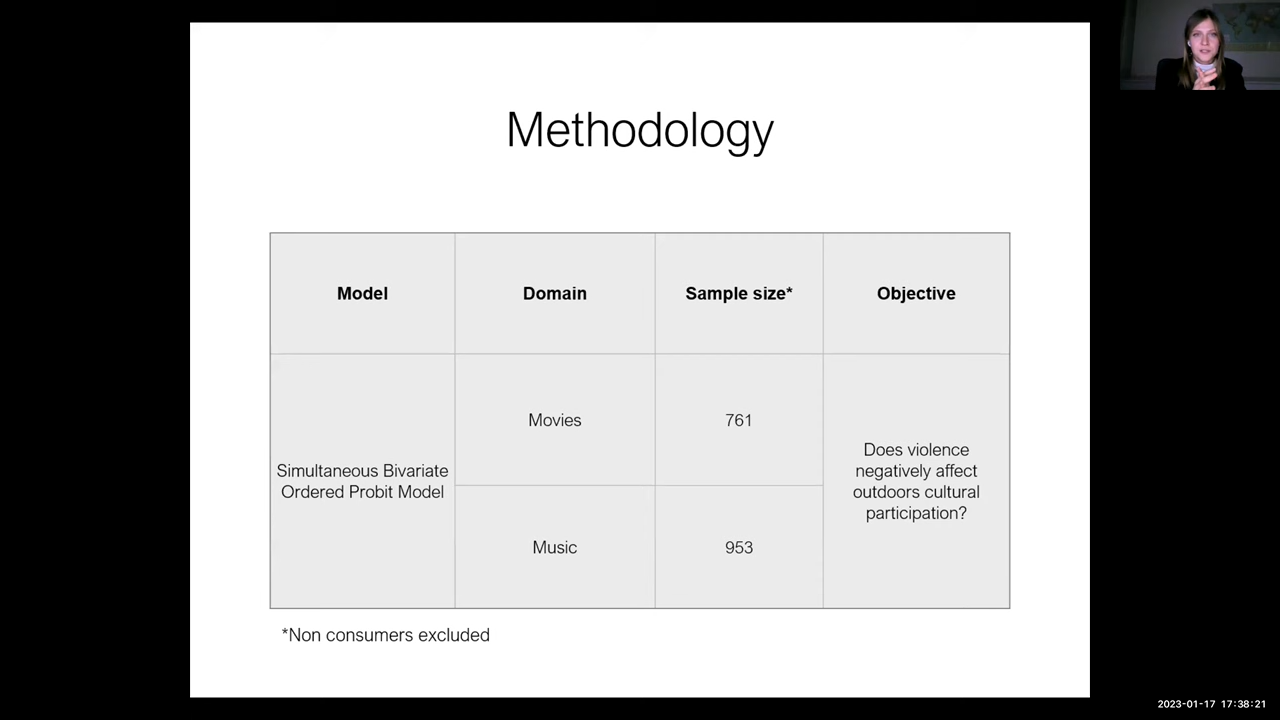 Methodology
Model
Domain
Sample size*
Objective
Simultaneous Bivariate
Ordered Probit Model
Movies
761
Music
953
Does violence
negatively affect
outdoors cultural
participation?
*Non consumers excluded
2023-01-17 17:38:21